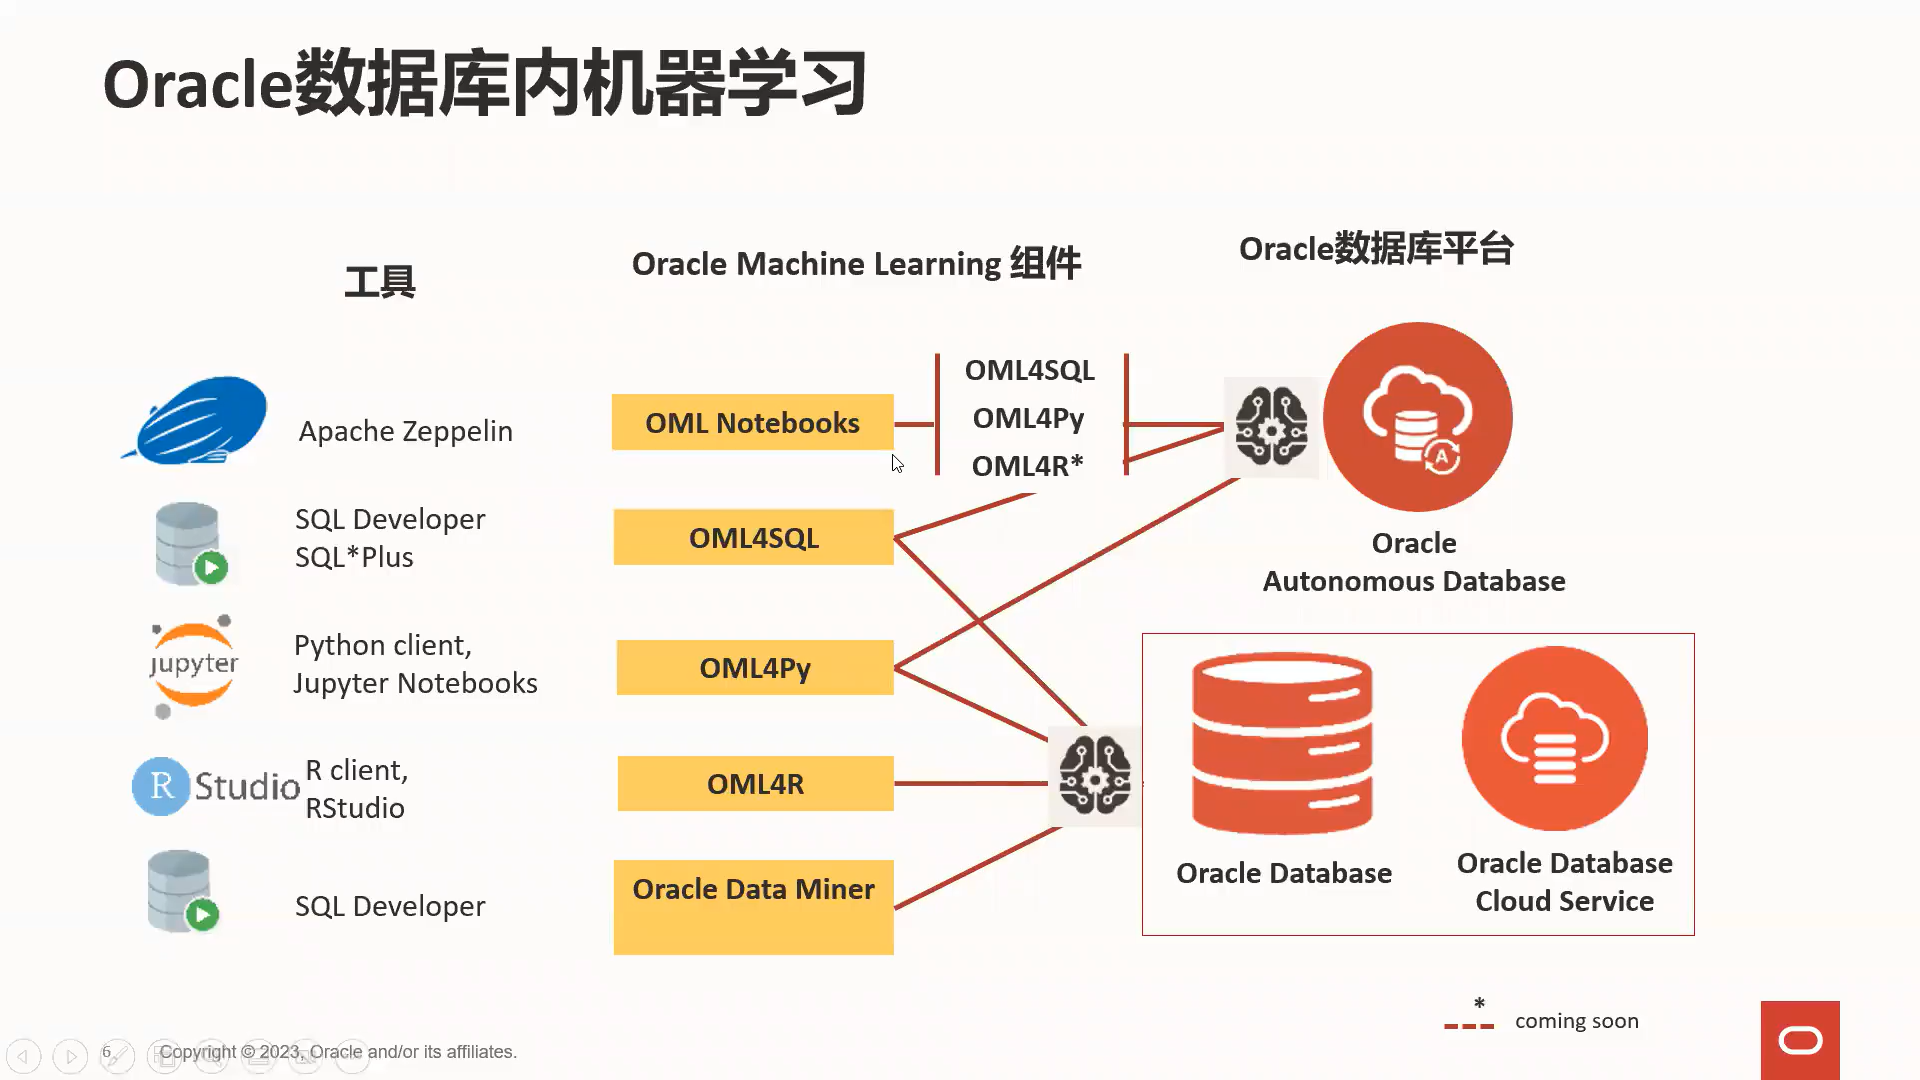 Oracle数据库内机器学习
工具
Oracle Machine Learning 组件
Oracle数据库平台
Apache Zeppelin
OML Notebooks
OML4SQL
OML4Py
OML4R*
A
Oracle
Autonomous Database
SQL Developer
SQL*Plus
OML4SQL
jupyter
Python client,
Jupyter Notebooks
OML4Py
R Studio
R client,
RStudio
OML4R
SQL Developer
Oracle Data Miner
Oracle Database
Oracle Database
Cloud Service
*
coming soon
6
Copyright © 2023, Oracle and/or its affiliates.